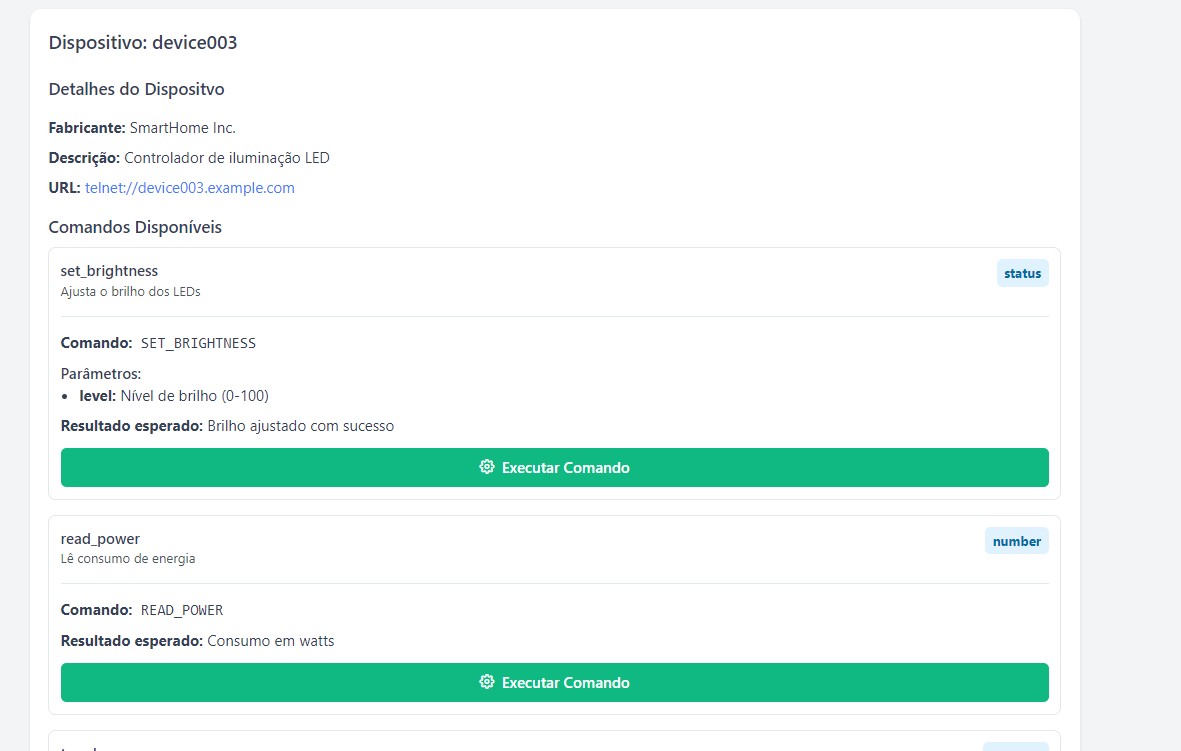 Dispositivo: device003
Detalhes do Dispositvo
Fabricante: SmartHome Inc.
Descrição: Controlador de iluminação LED
URL: telnet://device003.example.com
Comandos Disponíveis
set_brightness
status
Ajusta o brilho dos LEDs
Comando: SET_BRIGHTNESS
Parâmetros:
• level: Nível de brilho (0-100)
Resultado esperado: Brilho ajustado com sucesso
Executar Comando
read_power
number
Lê consumo de energia
Comando: READ_POWER
Resultado esperado: Consumo em watts
Executar Comando